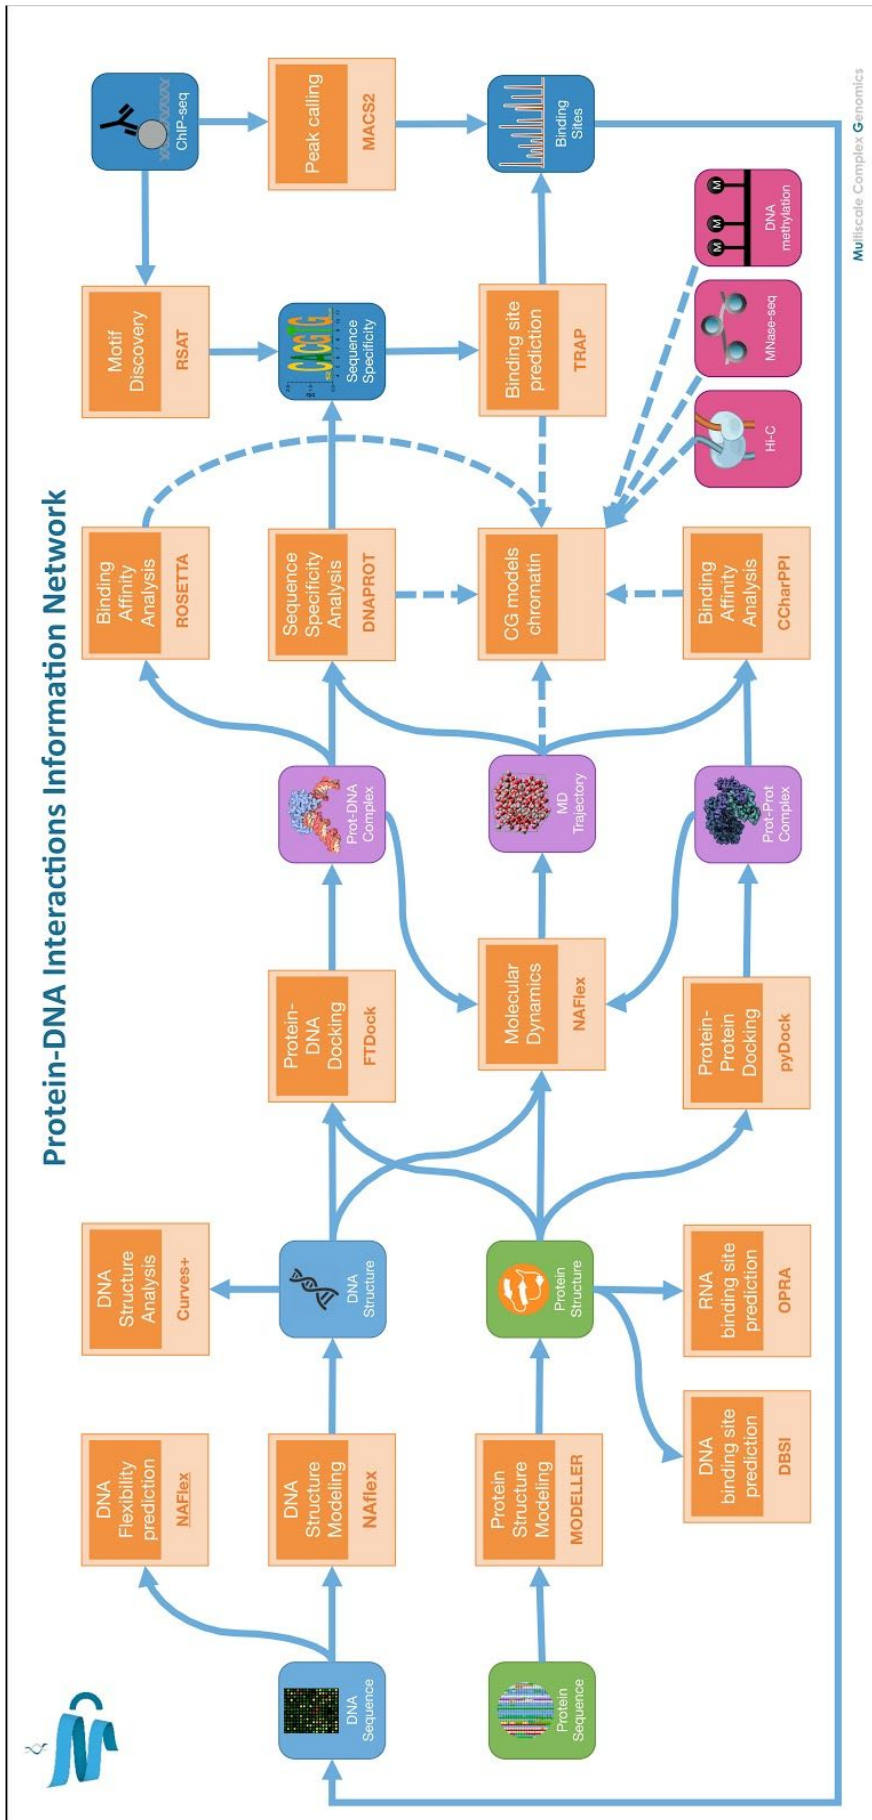 Protein-DNA Interactions Information Network
DNA
Flexibility
prediction
NAFlex
DNA
Structure
Analysis
Curves+
Binding
Affinity
Analysis
ROSETTA
Motif
Discovery
RSAT
ChIP-seq
DNA
Sequence
DNA
Structure
Modeling
NAflex
DNA
Structure
Protein-
DNA
Docking
FTDock
Prot-DNA
Complex
Sequence
Specificity
Analysis
DNAPROT
CACGTG
Sequence
Specificity
Peak calling
MACS2
Protein
Sequence
Protein
Structure
Modeling
MODELLER
Protein
Structure
Molecular
Dynamics
NAFlex
MD
Trajectory
CG models
chromatin
Binding site
prediction
TRAP
Binding
Sites
DNA
binding site
prediction
DBSI
RNA
binding site
prediction
OPRA
Protein-
Protein
Docking
pyDock
Prot-Prot
Complex
Binding
Affinity
Analysis
CCharPPI
Hi-C
MNase-seq
M M M
DNA
methylation
Multiscale Complex Genomics